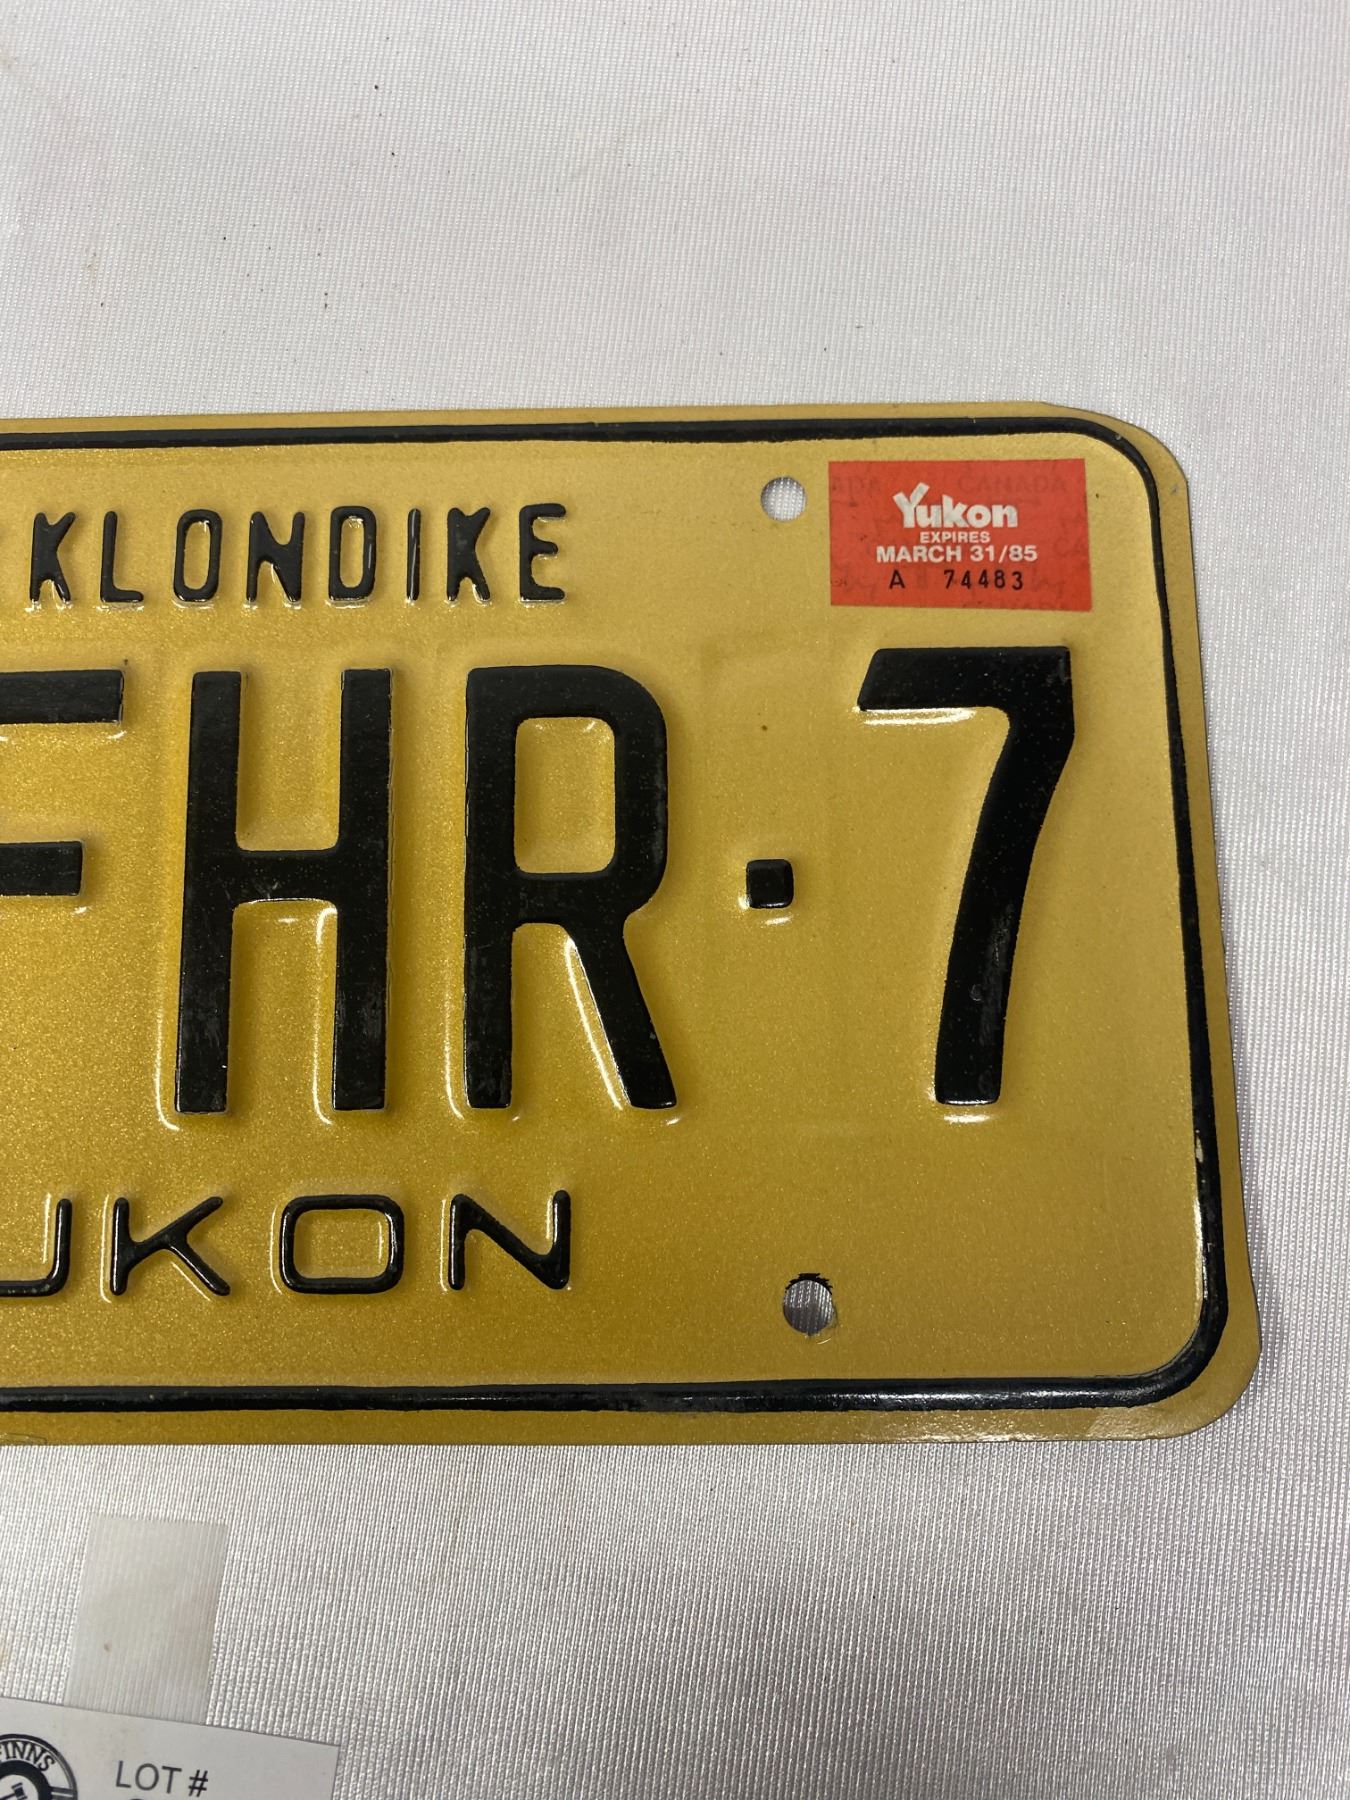 KLONDIKE
Yukon
EXPIRES
MARCH 31/85
A 74483
FHR·7
UKON
LOT #